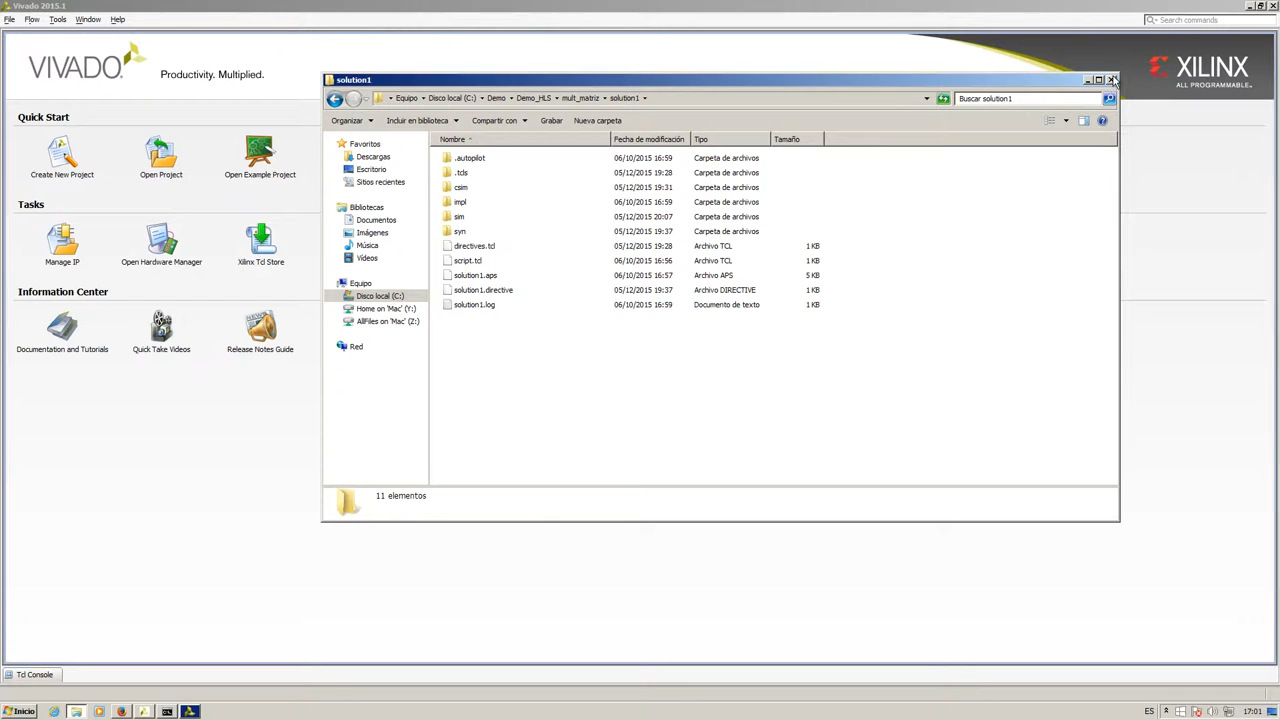 Vivado 2015.1
File Flow Tools Window Help
Search commands
VIVADO. Productivity. Multiplied.
XILINX
ALL PROGRAMMABLE.
Quick Start
Create New Project Open Project Open Example Project
Tasks
Manage IP Open Hardware Manager Xilinx Tcl Store
Information Center
Documentation and Tutorials Quick Take Videos Release Notes Guide
solution1
Equipo Disco local (C:) Demo Demo_HLS mult_matriz solution1
Buscar solution1
Organizar Incluir en biblioteca Compartir con Grabar Nueva carpeta
Favoritos
Descargas
Escritorio
Sitios recientes
Bibliotecas
Documentos
Imágenes
Música
Vídeos
Equipo
Disco local (C:)
Home on 'Mac' (Y:)
AllFiles on 'Mac' (Z:)
Red
Nombre Fecha de modificación Tipo Tamaño
.autopilot 06/10/2015 16:59 Carpeta de archivos
.tcls 05/12/2015 19:28 Carpeta de archivos
csim 05/12/2015 19:31 Carpeta de archivos
impl 06/10/2015 16:59 Carpeta de archivos
sim 05/12/2015 20:07 Carpeta de archivos
syn 05/12/2015 19:37 Carpeta de archivos
directives.tcl 05/12/2015 19:28 Archivo TCL 1 KB
script.tcl 06/10/2015 16:56 Archivo TCL 1 KB
solution1.aps 06/10/2015 16:57 Archivo APS 5 KB
solution1.directive 05/12/2015 19:37 Archivo DIRECTIVE 1 KB
solution1.log 06/10/2015 16:59 Documento de texto 1 KB
11 elementos
Tcl Console
Inicio
ES 17:01